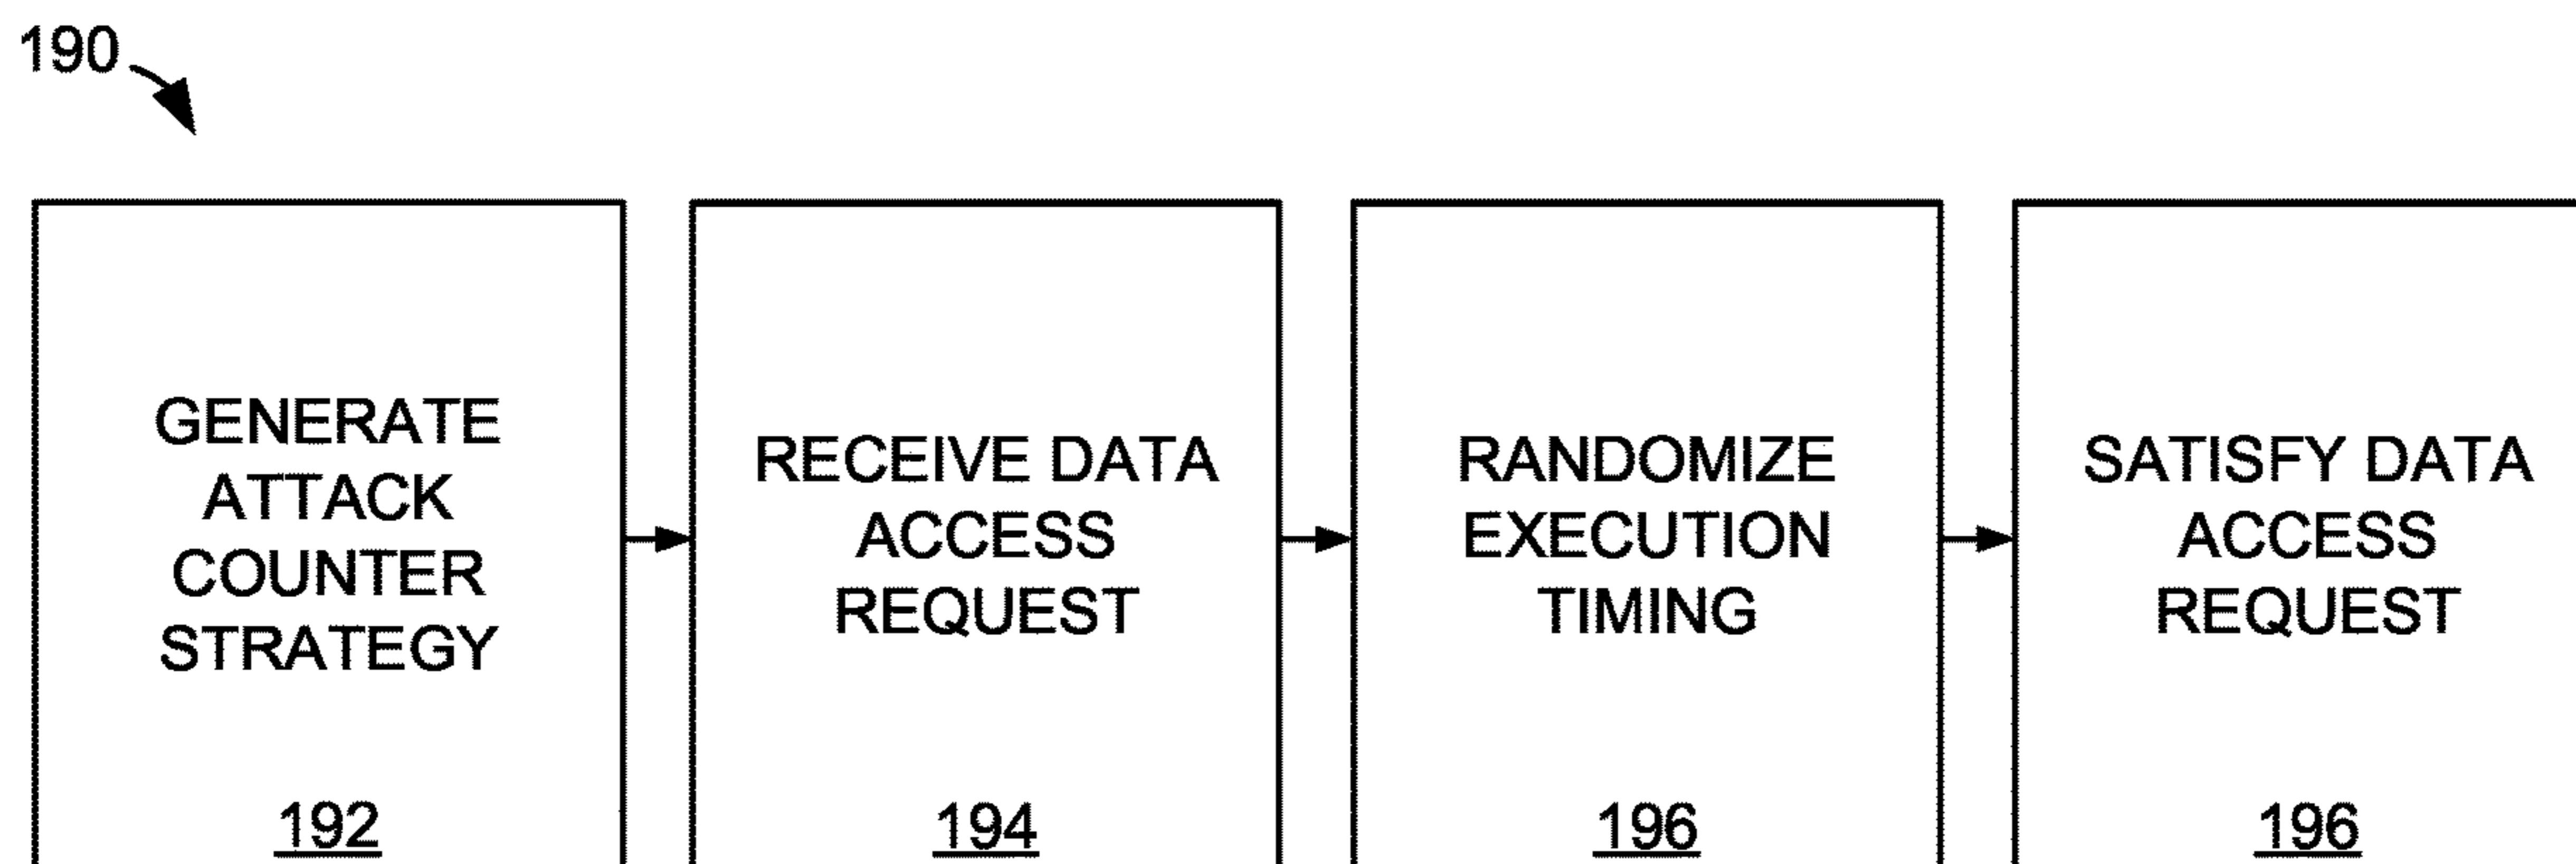 190
GENERATE
ATTACK
COUNTER
STRATEGY
192
RECEIVE DATA
ACCESS
REQUEST
194
RANDOMIZE
EXECUTION
TIMING
196
SATISFY DATA
ACCESS
REQUEST
196